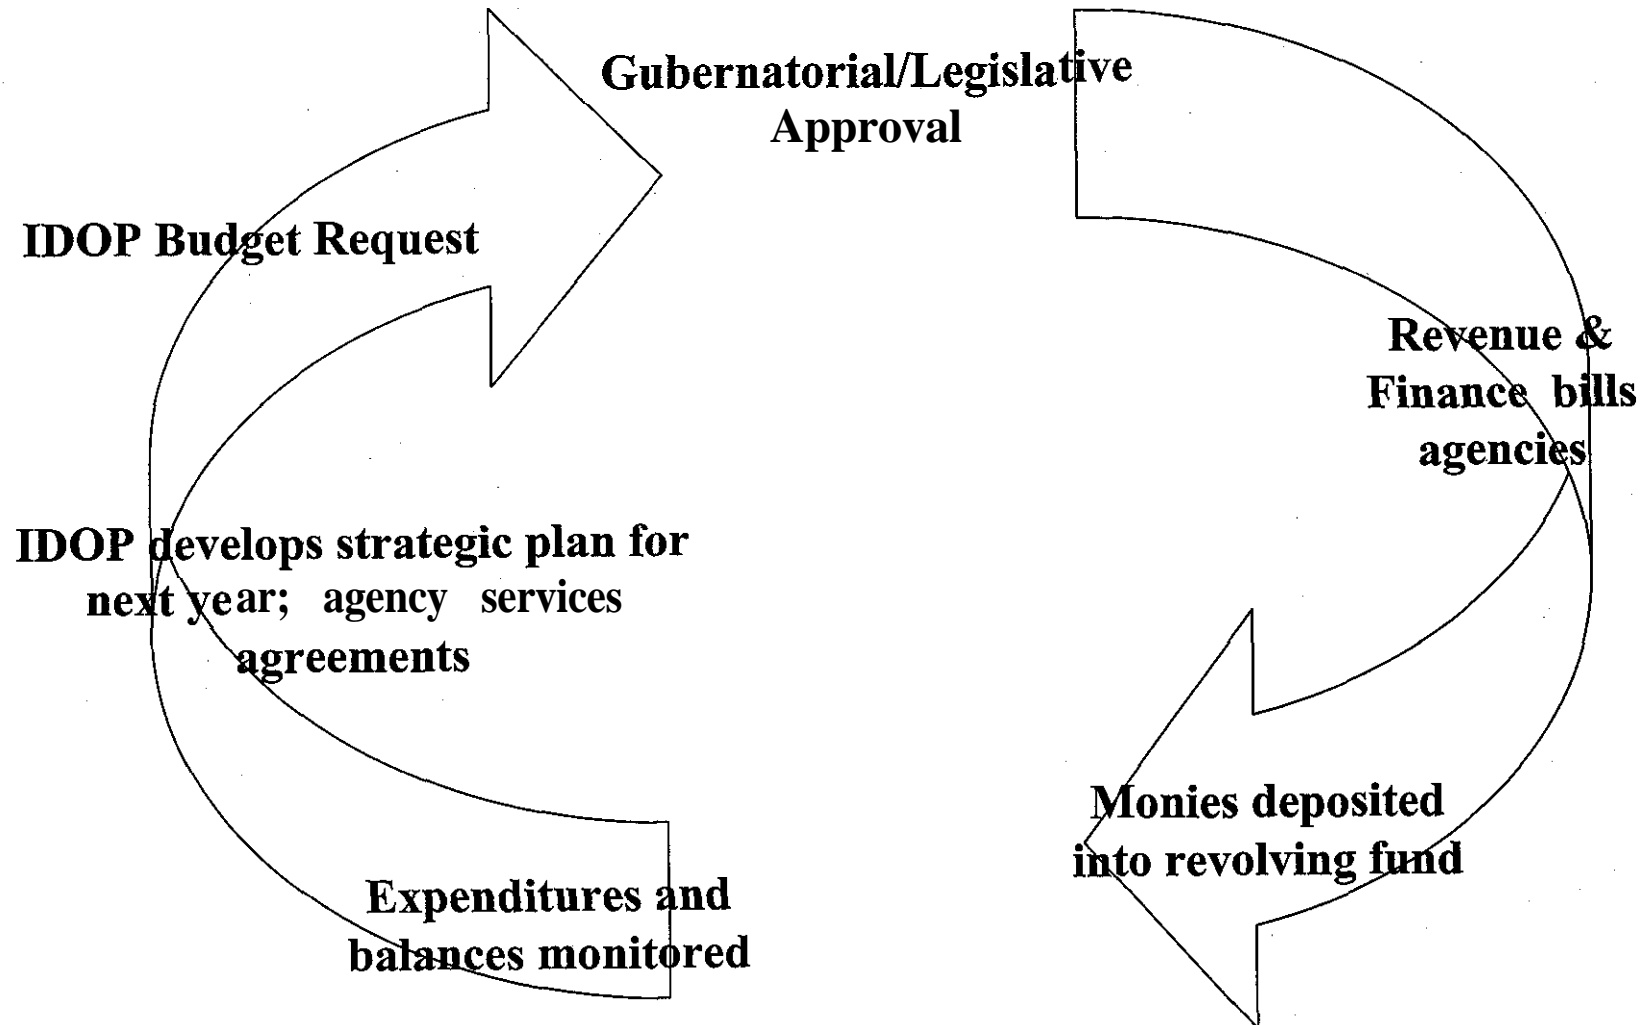 Gubernatorial/Legislative
Approval
IDOP Budget Request
Revenue &
Finance bills
agencies
IDOP develops strategic plan for
next year; agency services
agreements
Monies deposited
into revolving fund
Expenditures and
balances monitored